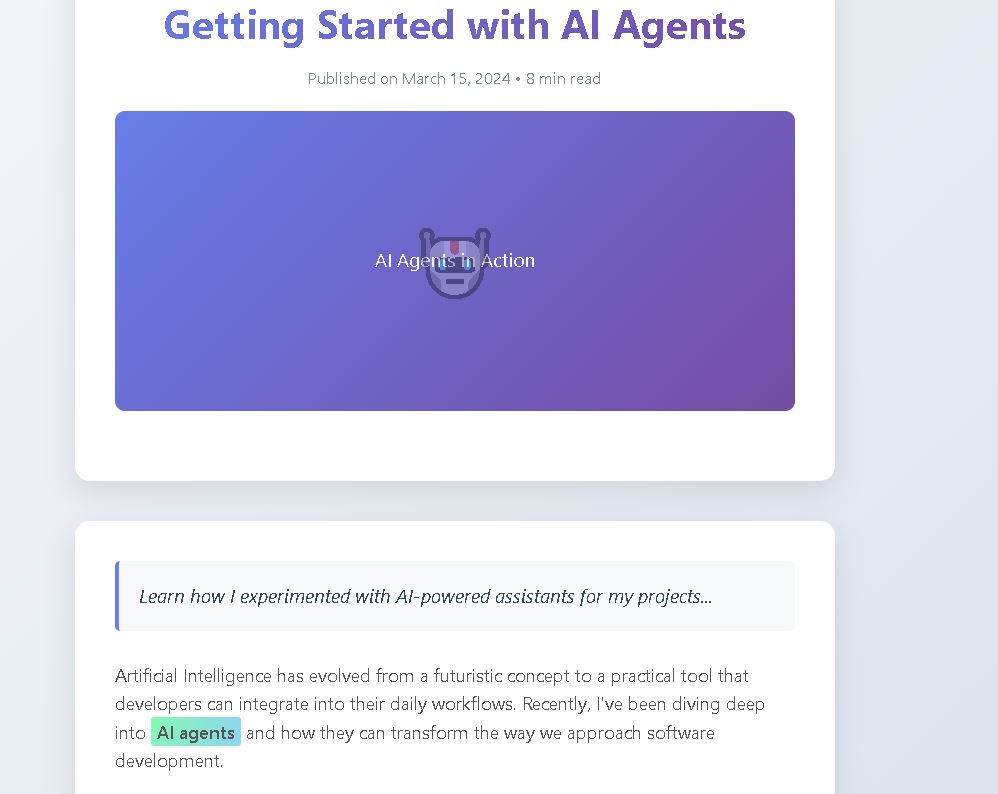 Getting Started with AI Agents
Published on March 15, 2024 • 8 min read
AI Agents in Action
Learn how I experimented with AI-powered assistants for my projects...
Artificial Intelligence has evolved from a futuristic concept to a practical tool that
developers can integrate into their daily workflows. Recently, I've been diving deep
into AI agents and how they can transform the way we approach software
development.